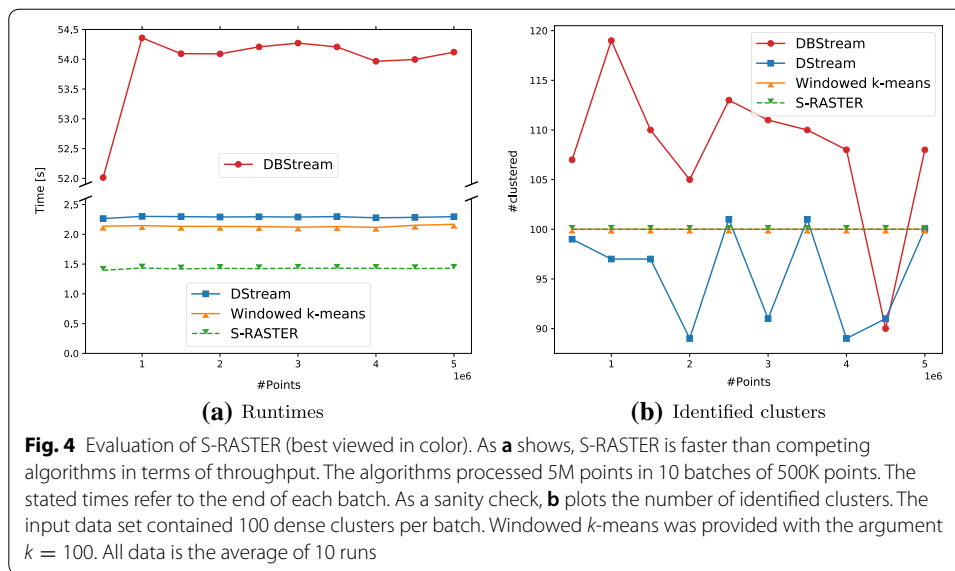 54.5
54.0
53.5
53.0
52.5
52.0
2.5
2.0
1.5
1.0
0.5
0.0
Time [s]
DBStream
DStream
Windowed k-means
S-RASTER
1 2 3 4 5
1e6
#Points
(a) Runtimes
120
115
110
105
100
95
90
#clustered
DBStream
DStream
Windowed k-means
S-RASTER
1 2 3 4 5
1e6
#Points
(b) Identified clusters
Fig. 4 Evaluation of S-RASTER (best viewed in color). As a shows, S-RASTER is faster than competing
algorithms in terms of throughput. The algorithms processed 5M points in 10 batches of 500K points. The
stated times refer to the end of each batch. As a sanity check, b plots the number of identified clusters. The
input data set contained 100 dense clusters per batch. Windowed k-means was provided with the argument
k = 100. All data is the average of 10 runs